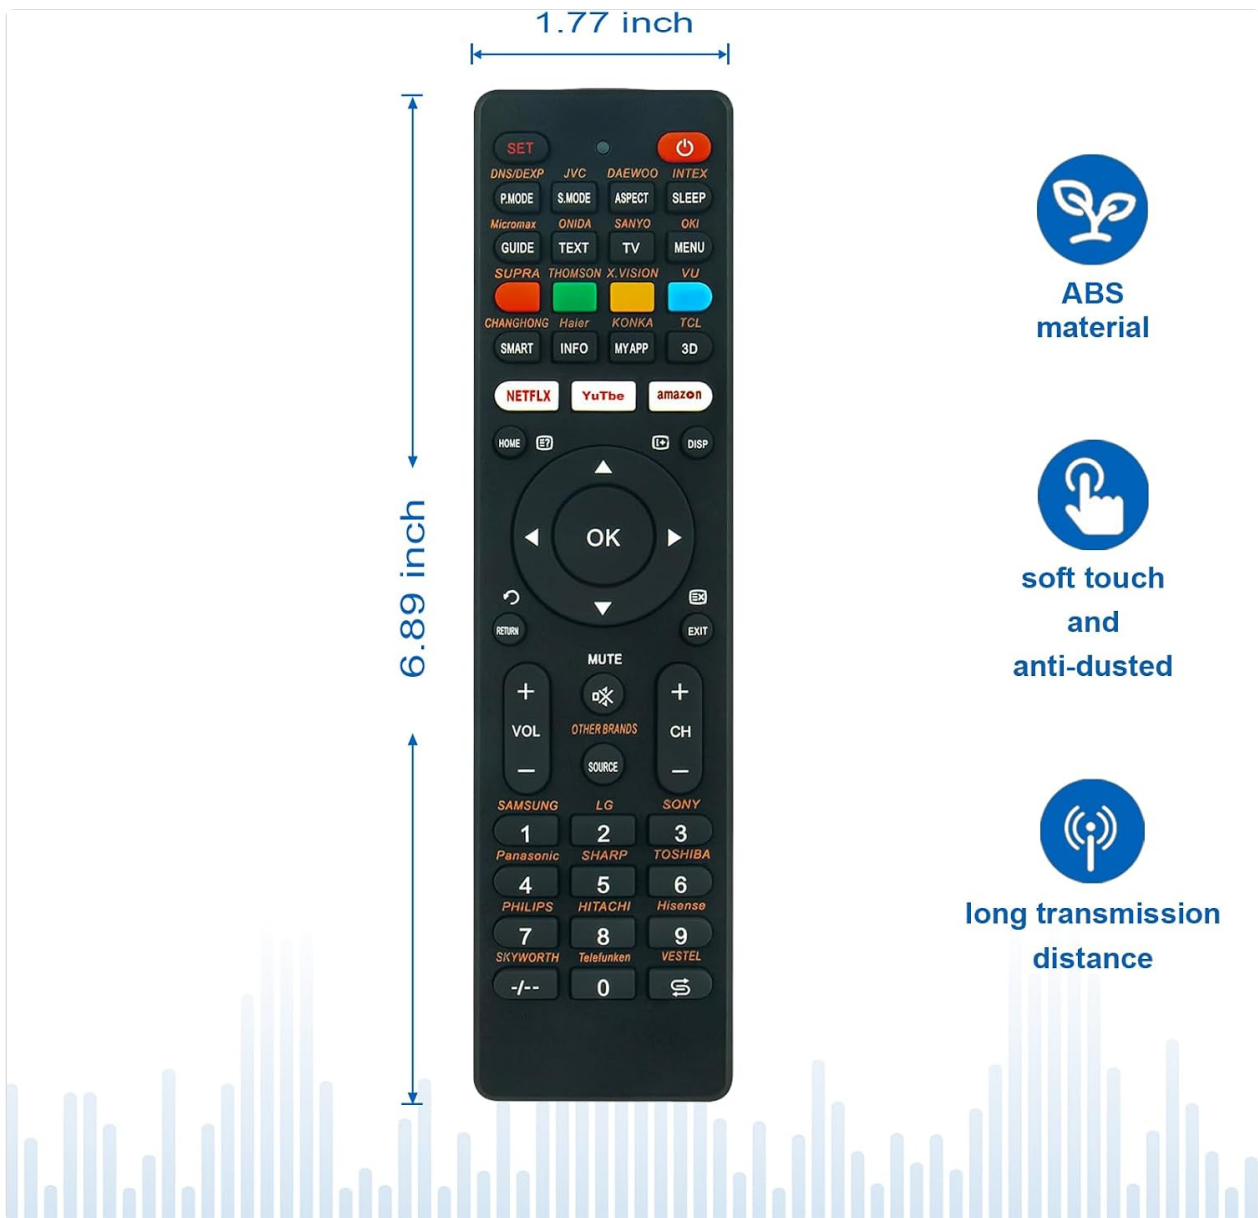 1.77 inch
6.89 inch
SET
DNS/DEXP JVC DAEWOO INTEX
P.MODE S.MODE ASPECT SLEEP
Micromax ONIDA SANYO OKI
GUIDE TEXT TV MENU
SUPRA THOMSON X.VISION VU
CHANGHONG Haier KONKA TCL
SMART INFO MY APP 3D
NETFLX YuTbe amazon
HOME DISP
OK
RETURN EXIT
MUTE
+ +
VOL OTHER BRANDS CH
- SOURCE -
SAMSUNG LG SONY
1 2 3
Panasonic SHARP TOSHIBA
4 5 6
PHILIPS HITACHI Hisense
7 8 9
SKYWORTH Telefunken VESTEL
-/-- 0
ABS
material
soft touch
and
anti-dusted
long transmission
distance